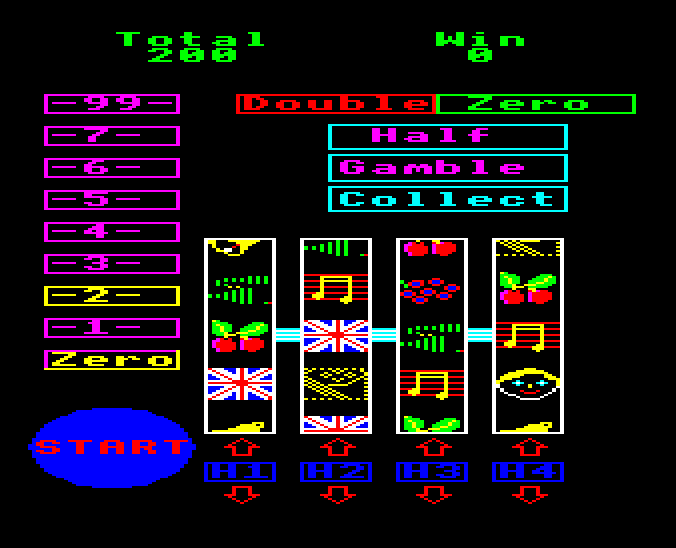 Total Win
200 0
-99- Double Zero
-7- Half
-6- Gamble
-5- Collect
-4-
-3-
-2-
-1-
Zero
START
H1 H2 H3 H4